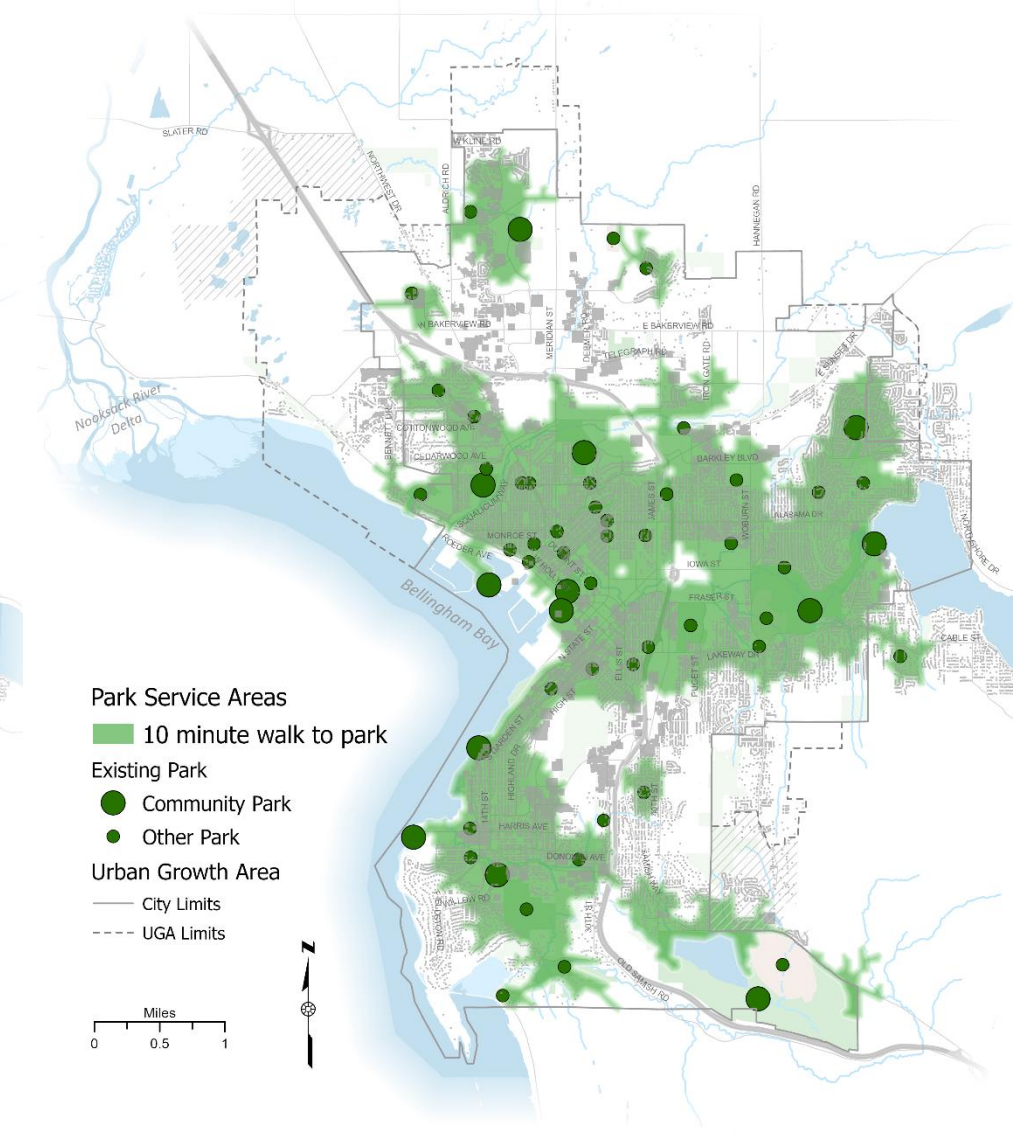 SLATER RD
W KLINE RD
NORTHWEST DR
ALDRICH RD
HANNEGAN RD
W BAKERVIEW RD
MERIDIAN ST
E BAKERVIEW RD
TELEGRAPH RD
IRON GATE RD
E SUNSET DR
Nooksack River
Delta
BENNETT DR
COTTONWOOD AVE
CEDARWOOD AVE
BARKLEY BLVD
SQUALICUM WAY
JAMES ST
WOBURN ST
ALABAMA DR
MONROE ST
ROEDER AVE
NORTHSHORE DR
IOWA ST
FRASER ST
Bellingham Bay
N STATE ST
ELLIS ST
PUGET ST
LAKEWAY DR
CABLE ST
HIGH ST
N GARDEN ST
HIGHLAND DR
14TH ST
HARRIS AVE
DONOVAN AVE
WILLOW RD
30TH ST
OLD SAMISH RD
Park Service Areas
10 minute walk to park
Existing Park
Community Park
Other Park
Urban Growth Area
City Limits
UGA Limits
N
Miles
0 0.5 1